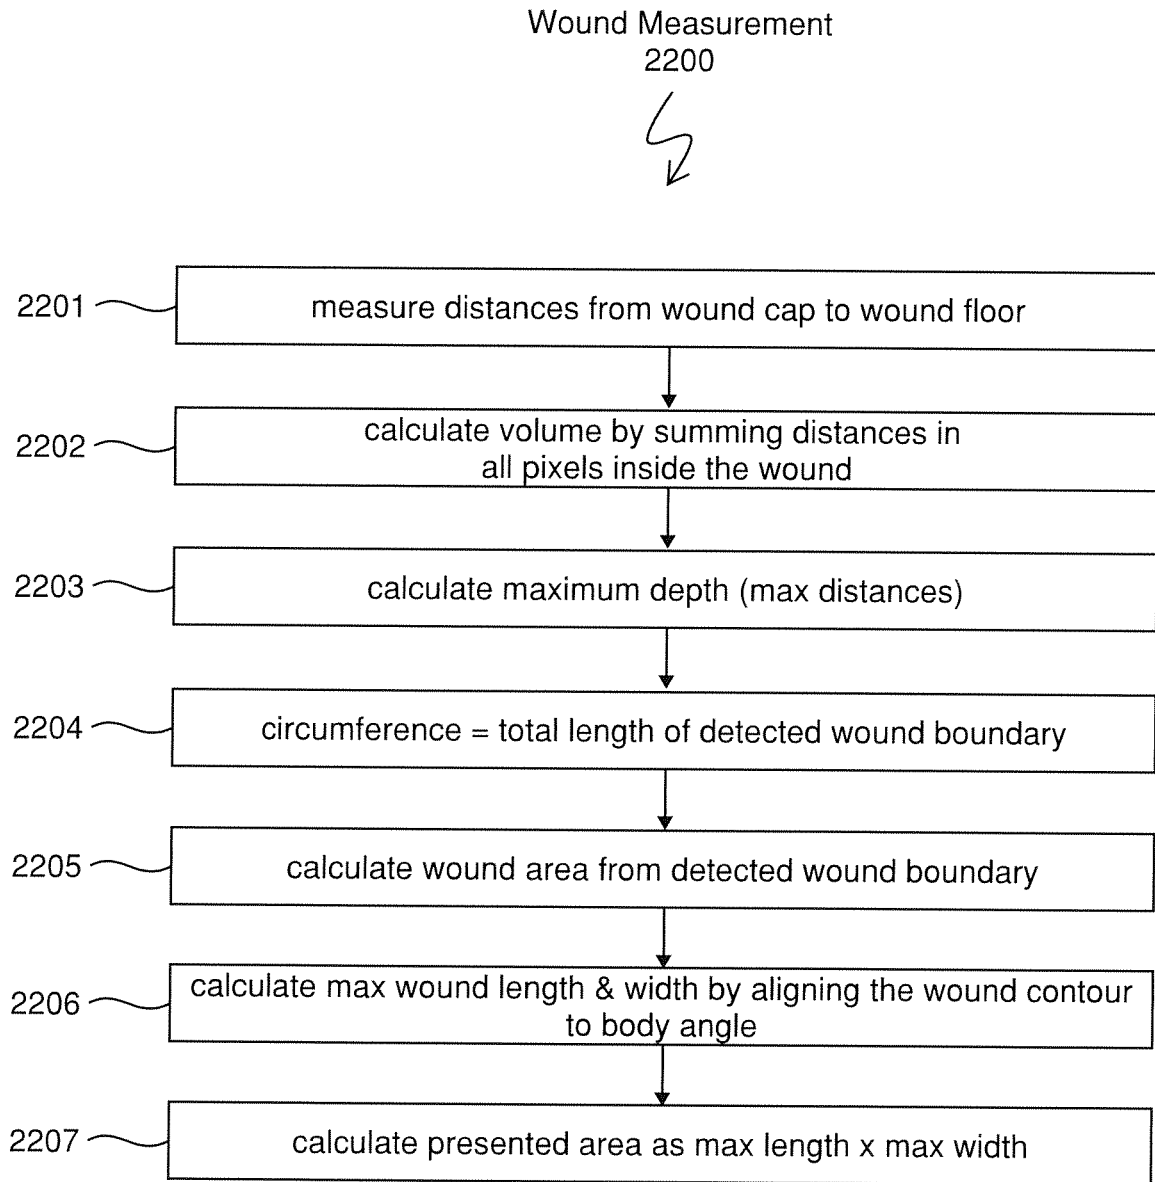 Wound Measurement
2200
2201
measure distances from wound cap to wound floor
2202
calculate volume by summing distances in
all pixels inside the wound
2203
calculate maximum depth (max distances)
2204
circumference = total length of detected wound boundary
2205
calculate wound area from detected wound boundary
2206
calculate max wound length & width by aligning the wound contour
to body angle
2207
calculate presented area as max length x max width